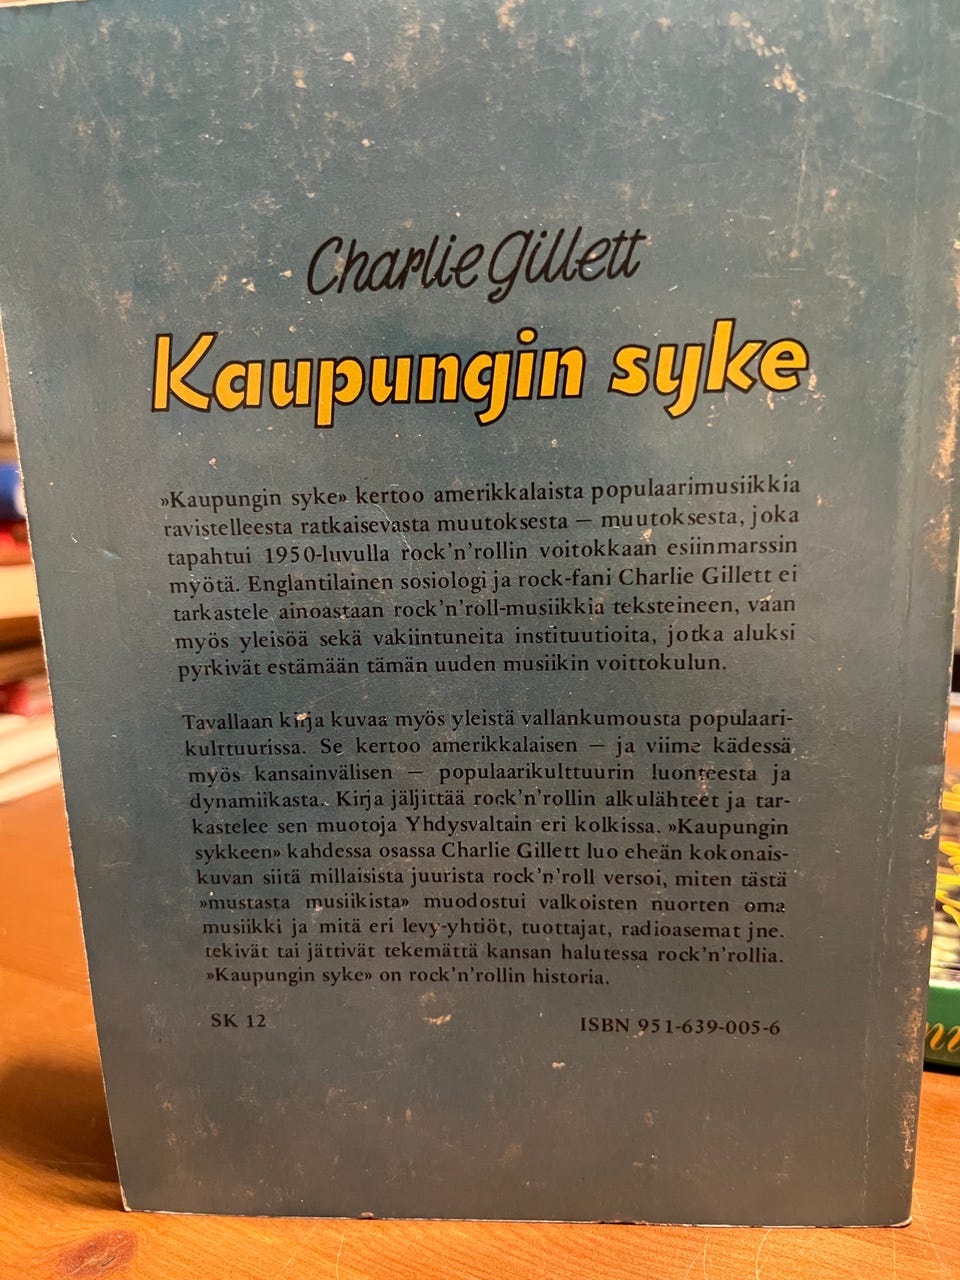 Charlie Gillett
Kaupungin syke
»Kaupungin syke» kertoo amerikkalaista populaarimusiikkia
ravistelleesta ratkaisevasta muutoksesta — muutoksesta, joka
tapahtui 1950-luvulla rock'n'rollin voitokkaan esiinmarssin
myötä. Englantilainen sosiologi ja rock-fani Charlie Gillett ei
tarkastele ainoastaan rock'n'roll-musiikkia teksteineen, vaan
myös yleisöä sekä vakiintuneita instituutioita, jotka aluksi
pyrkivät estämään tämän uuden musiikin voittokulun.
Tavallaan kirja kuvaa myös yleistä vallankumousta populaari-
kulttuurissa. Se kertoo amerikkalaisen — ja viime kädessä
myös kansainvälisen — populaarikulttuurin luonteesta ja
dynamiikasta. Kirja jäljittää rock'n'rollin alkulähteet ja tar-
kastelee sen muotoja Yhdysvaltain eri kolkissa. »Kaupungin
sykkeen» kahdessa osassa Charlie Gillett luo eheän kokonais-
kuvan siitä millaisista juurista rock'n'roll versoi, miten tästä
»mustasta musiikista» muodostui valkoisten nuorten oma
musiikki ja mitä eri levy-yhtiöt, tuottajat, radioasemat jne.
tekivät tai jättivät tekemättä kansan halutessa rock'n'rollia.
»Kaupungin syke» on rock'n'rollin historia.
SK 12
ISBN 951-639-005-6